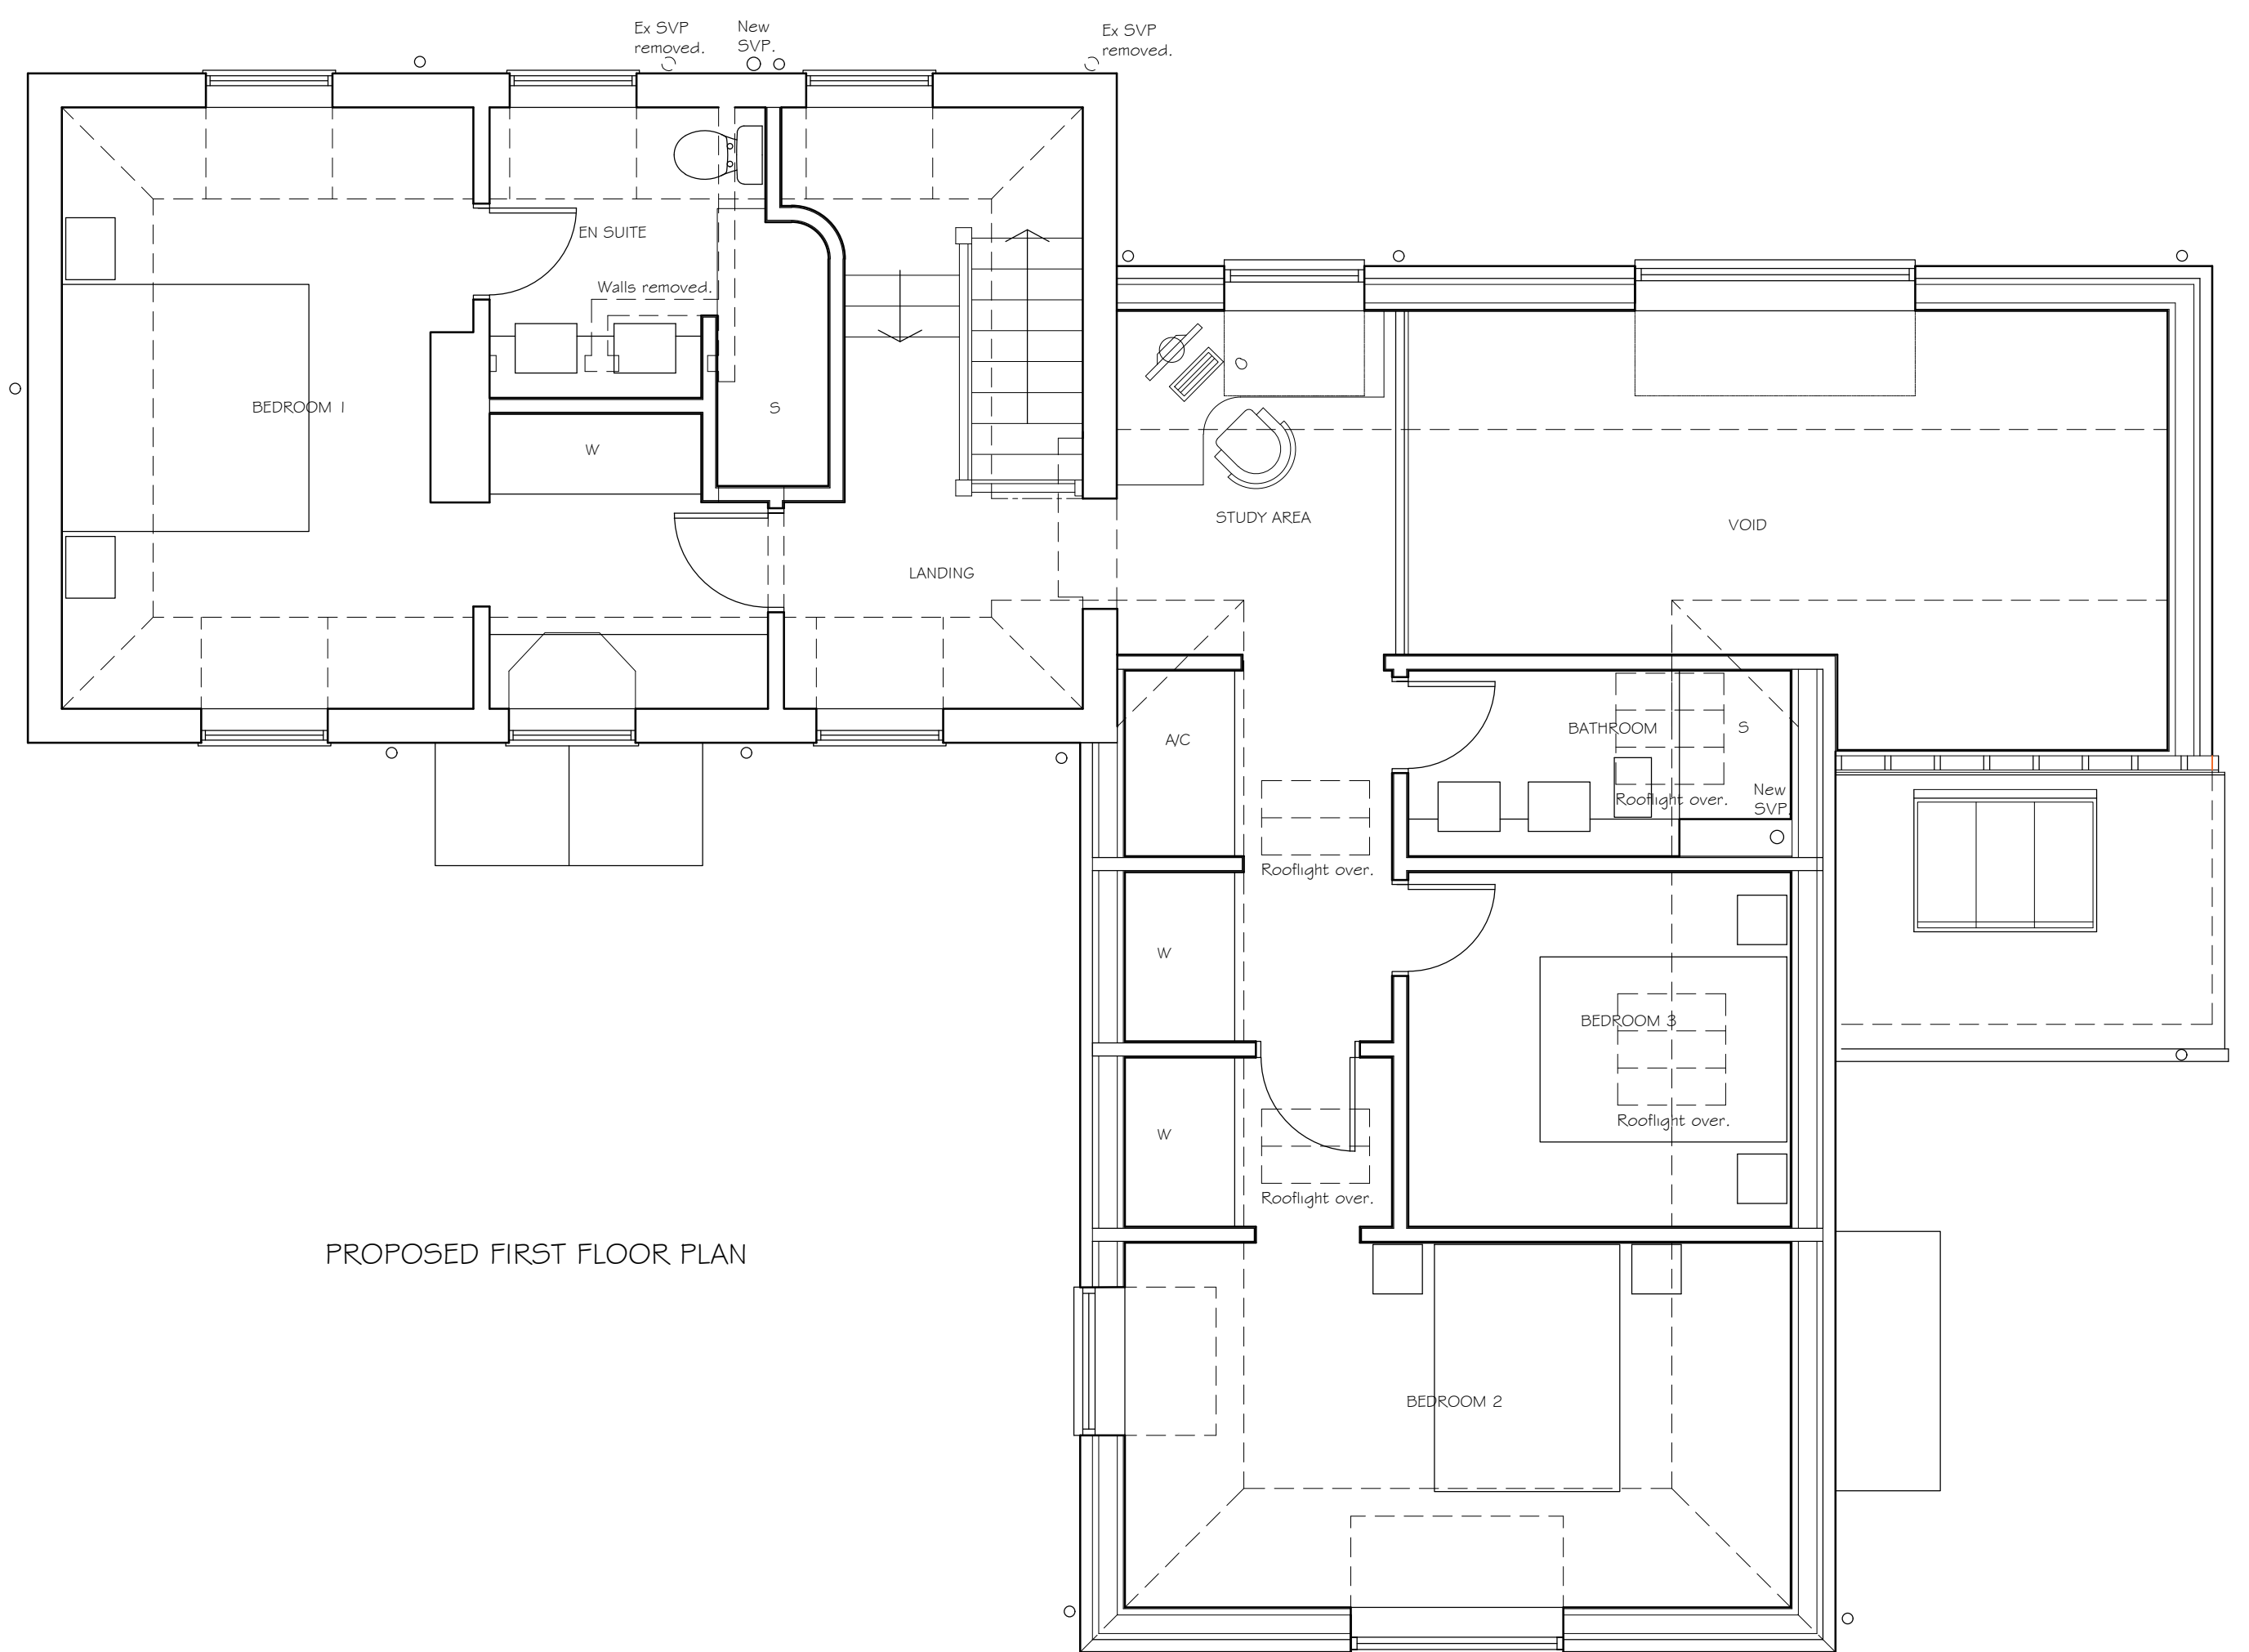 Ex SVP
removed.
New
SVP.
Ex SVP
removed.
EN SUITE
Walls removed.
BEDROOM 1
S
W
STUDY AREA
VOID
LANDING
BATHROOM
S
A/C
New
SVP.
Rooflight over.
Rooflight over.
W
BEDROOM 3
Rooflight over.
W
Rooflight over.
PROPOSED FIRST FLOOR PLAN
BEDROOM 2